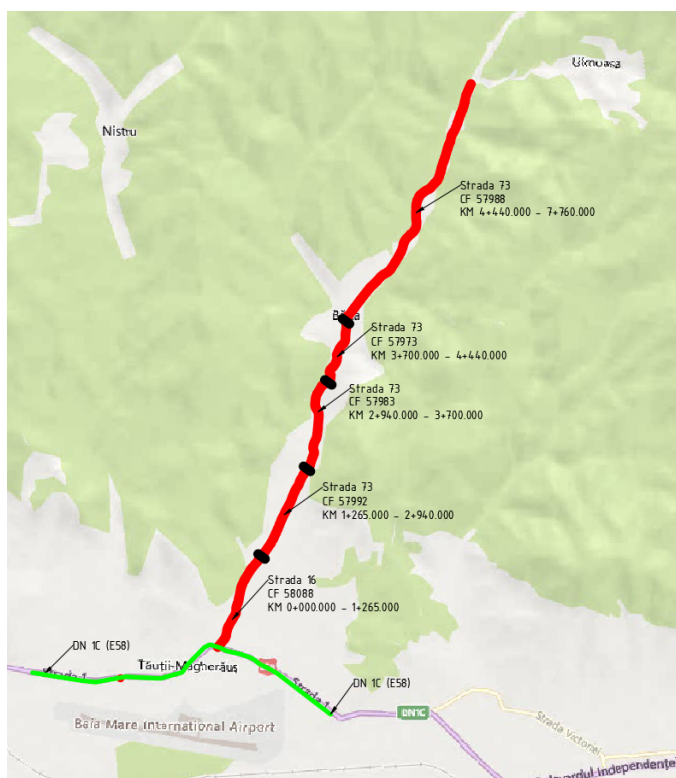 Nistru
Strada 73
CF 57988
KM 4+440.000 - 7+760.000
Strada 73
CF 57973
KM 3+700.000 - 4+440.000
Strada 73
CF 57983
KM 2+940.000 - 3+700.000
Strada 73
CF 57992
KM 1+265.000 - 2+940.000
Strada 16
CF 58088
KM 0+000.000 - 1+265.000
DN 1C (E58)
Tăuții-Măgherăuș
Strada 1
Strada 1
DN 1C (E58)
DN1C
Baia Mare International Airport
Strada Victoriei
Independenței